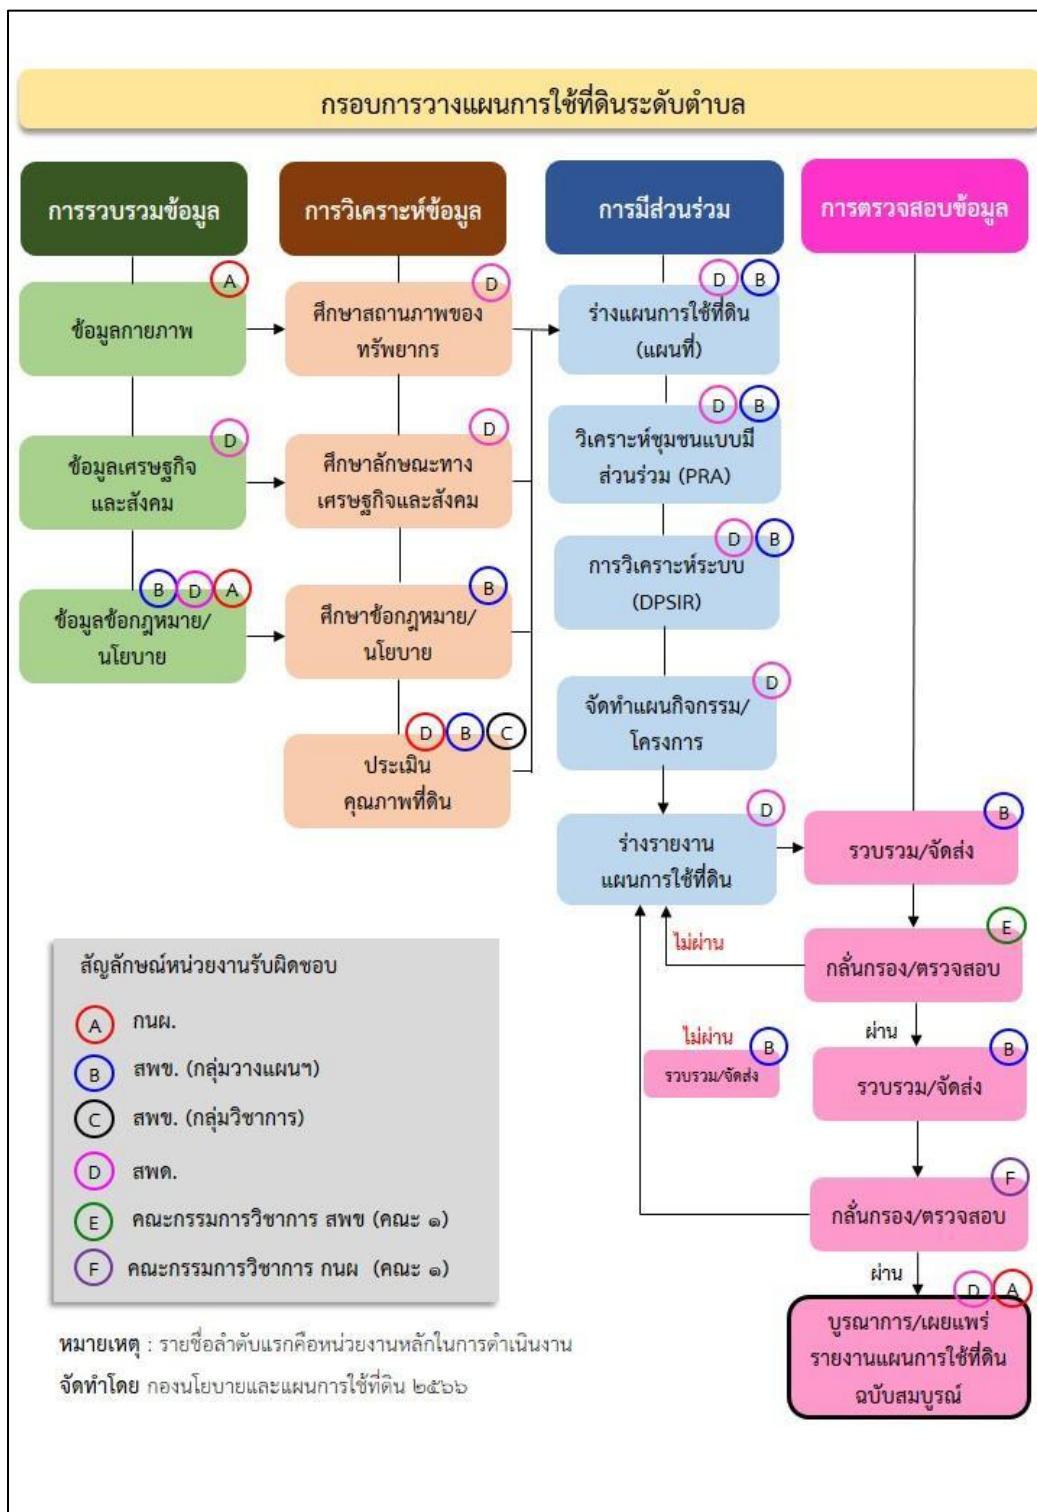 กรอบการวางแผนการใช้ที่ดินระดับตำบล
การรวบรวมข้อมูล
A
ข้อมูลกายภาพ
D
ข้อมูลเศรษฐกิจ
และสังคม
B D A
ข้อมูลข้อกฎหมาย/
นโยบาย
การวิเคราะห์ข้อมูล
D
ศึกษาสถานภาพของ
ทรัพยากร
D
ศึกษาลักษณะทาง
เศรษฐกิจและสังคม
B
ศึกษาข้อกฎหมาย/
นโยบาย
D B C
ประเมิน
คุณภาพที่ดิน
การมีส่วนร่วม
D B
ร่างแผนการใช้ที่ดิน
(แผนที่)
D B
วิเคราะห์ชุมชนแบบมี
ส่วนร่วม (PRA)
D B
การวิเคราะห์ระบบ
(DPSIR)
D
จัดทำแผนกิจกรรม/
โครงการ
D
ร่างรายงาน
แผนการใช้ที่ดิน
การตรวจสอบข้อมูล
B
รวบรวม/จัดส่ง
E
กลั่นกรอง/ตรวจสอบ
ไม่ผ่าน
ผ่าน
B
รวบรวม/จัดส่ง
ไม่ผ่าน
B
รวบรวม/จัดส่ง
F
กลั่นกรอง/ตรวจสอบ
ผ่าน
D A
บูรณาการ/เผยแพร่
รายงานแผนการใช้ที่ดิน
ฉบับสมบูรณ์
สัญลักษณ์หน่วยงานรับผิดชอบ
A กนผ.
B สพข. (กลุ่มวางแผนฯ)
C สพข. (กลุ่มวิชาการ)
D สพด.
E คณะกรรมการวิชาการ สพข (คณะ ๑)
F คณะกรรมการวิชาการ กนผ (คณะ ๑)
หมายเหตุ : รายชื่อลำดับแรกคือหน่วยงานหลักในการดำเนินงาน
จัดทำโดย กองนโยบายและแผนการใช้ที่ดิน ๒๕๖๖